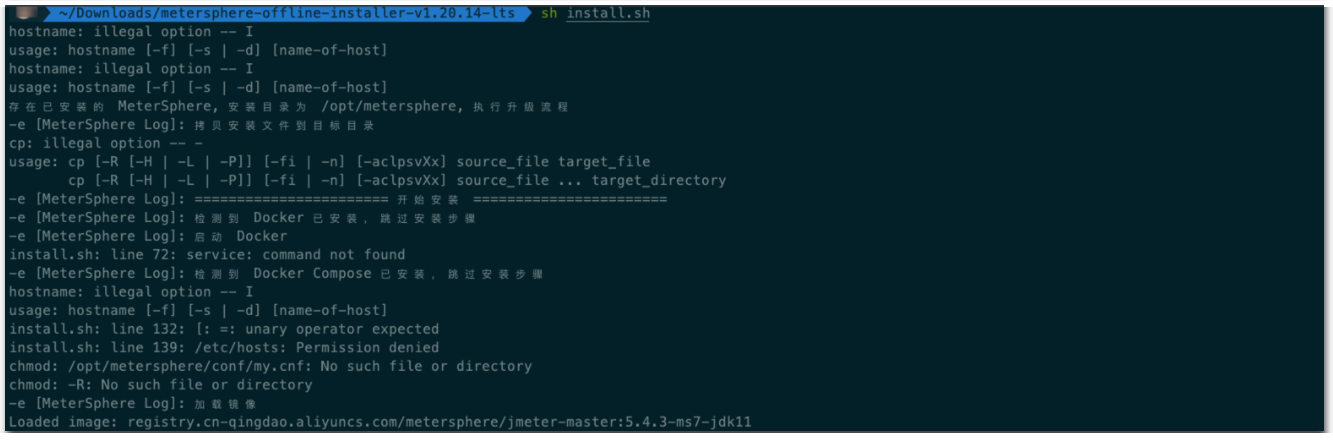 ~/Downloads/metersphere-offline-installer-v1.20.14-lts sh install.sh
hostname: illegal option -- I
usage: hostname [-f] [-s | -d] [name-of-host]
hostname: illegal option -- I
usage: hostname [-f] [-s | -d] [name-of-host]
存在已安装的 MeterSphere, 安装目录为 /opt/metersphere, 执行升级流程
-e [MeterSphere Log]: 拷贝安装文件到目标目录
cp: illegal option -- -
usage: cp [-R [-H | -L | -P]] [-fi | -n] [-aclpsvXx] source_file target_file
       cp [-R [-H | -L | -P]] [-fi | -n] [-aclpsvXx] source_file ... target_directory
-e [MeterSphere Log]: ======================= 开始安装 =======================
-e [MeterSphere Log]: 检测到 Docker 已安装，跳过安装步骤
-e [MeterSphere Log]: 启动 Docker
install.sh: line 72: service: command not found
-e [MeterSphere Log]: 检测到 Docker Compose 已安装，跳过安装步骤
hostname: illegal option -- I
usage: hostname [-f] [-s | -d] [name-of-host]
install.sh: line 132: [: =: unary operator expected
install.sh: line 139: /etc/hosts: Permission denied
chmod: /opt/metersphere/conf/my.cnf: No such file or directory
chmod: -R: No such file or directory
-e [MeterSphere Log]: 加载镜像
Loaded image: registry.cn-qingdao.aliyuncs.com/metersphere/jmeter-master:5.4.3-ms7-jdk11